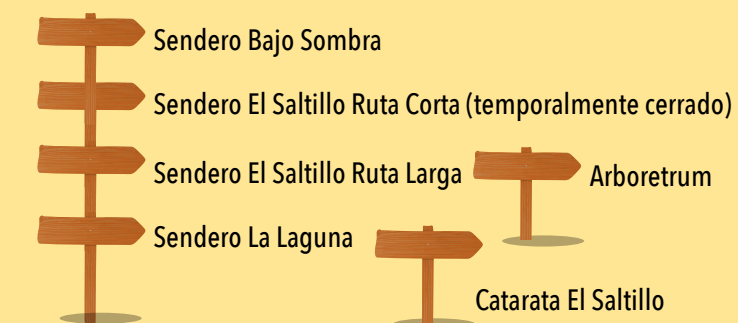 Sendero Bajo Sombra
Sendero El Saltillo Ruta Corta (temporalmente cerrado)
Sendero El Saltillo Ruta Larga
Arboretrum
Sendero La Laguna
Catarata El Saltillo